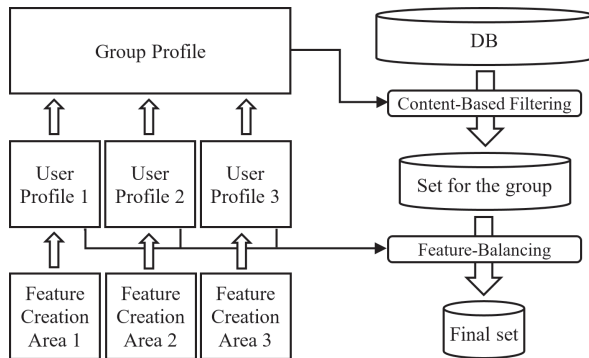 Group Profile
DB
Content-Based Filtering
User
Profile 1
User
Profile 2
User
Profile 3
Set for the group
Feature-Balancing
Feature
Creation
Area 1
Feature
Creation
Area 2
Feature
Creation
Area 3
Final set